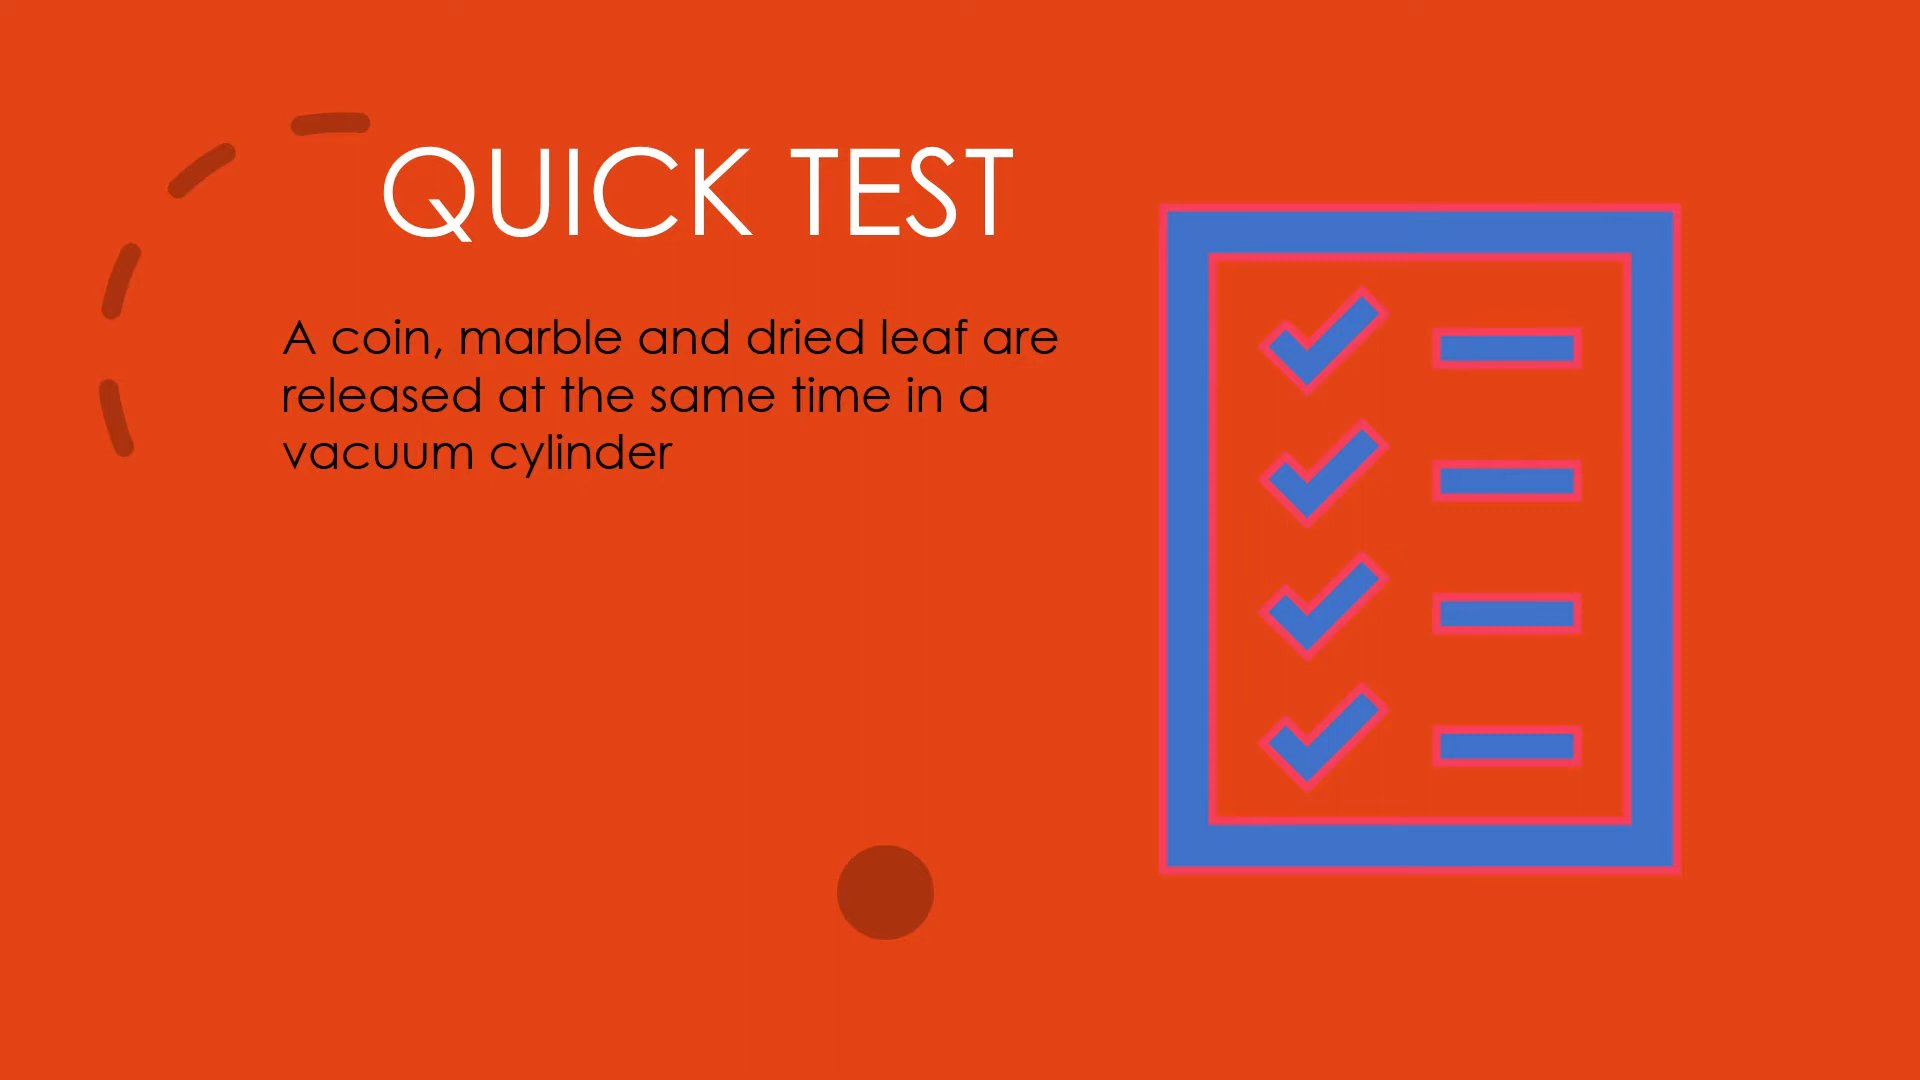 QUICK TEST
A coin, marble and dried leaf are
released at the same time in a
vacuum cylinder